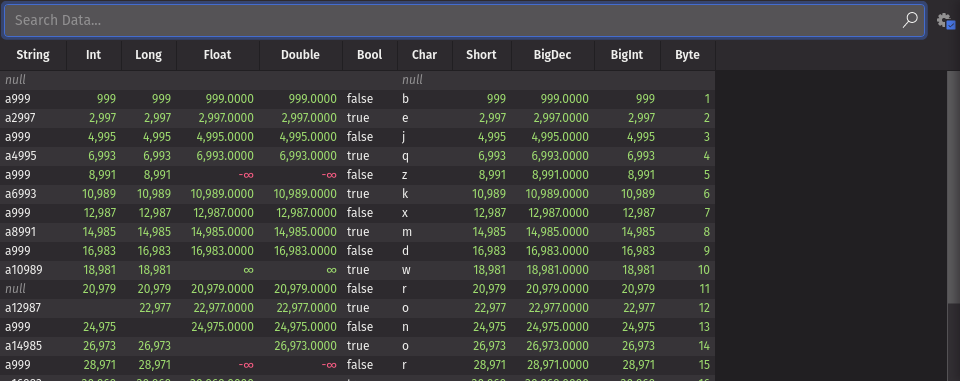 Search Data...
String Int Long Float Double Bool Char Short BigDec BigInt Byte
null null
a999 999 999 999.0000 999.0000 false b 999 999.0000 999 1
a2997 2,997 2,997 2,997.0000 2,997.0000 true e 2,997 2,997.0000 2,997 2
a999 4,995 4,995 4,995.0000 4,995.0000 false j 4,995 4,995.0000 4,995 3
a4995 6,993 6,993 6,993.0000 6,993.0000 true q 6,993 6,993.0000 6,993 4
a999 8,991 8,991 -∞ -∞ false z 8,991 8,991.0000 8,991 5
a6993 10,989 10,989 10,989.0000 10,989.0000 true k 10,989 10,989.0000 10,989 6
a999 12,987 12,987 12,987.0000 12,987.0000 false x 12,987 12,987.0000 12,987 7
a8991 14,985 14,985 14,985.0000 14,985.0000 true m 14,985 14,985.0000 14,985 8
a999 16,983 16,983 16,983.0000 16,983.0000 false d 16,983 16,983.0000 16,983 9
a10989 18,981 18,981 ∞ ∞ true w 18,981 18,981.0000 18,981 10
null 20,979 20,979 20,979.0000 20,979.0000 false r 20,979 20,979.0000 20,979 11
a12987 22,977 22,977.0000 22,977.0000 true o 22,977 22,977.0000 22,977 12
a999 24,975 24,975.0000 24,975.0000 false n 24,975 24,975.0000 24,975 13
a14985 26,973 26,973 26,973.0000 true o 26,973 26,973.0000 26,973 14
a999 28,971 28,971 -∞ -∞ false r 28,971 28,971.0000 28,971 15